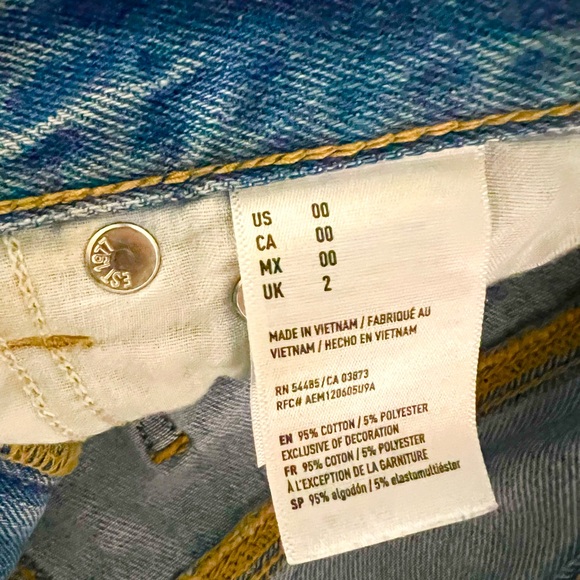 EST. 1977
US 00
CA 00
MX 00
UK 2
MADE IN VIETNAM / FABRIQUÉ AU
VIETNAM / HECHO EN VIETNAM
RN 54485/CA 03873
RFC# AEM120605U9A
EN 95% COTTON / 5% POLYESTER
EXCLUSIVE OF DECORATION
FR 95% COTON / 5% POLYESTER
À L'EXCEPTION DE LA GARNITURE
SP 95% algodón / 5% elastomultiéster